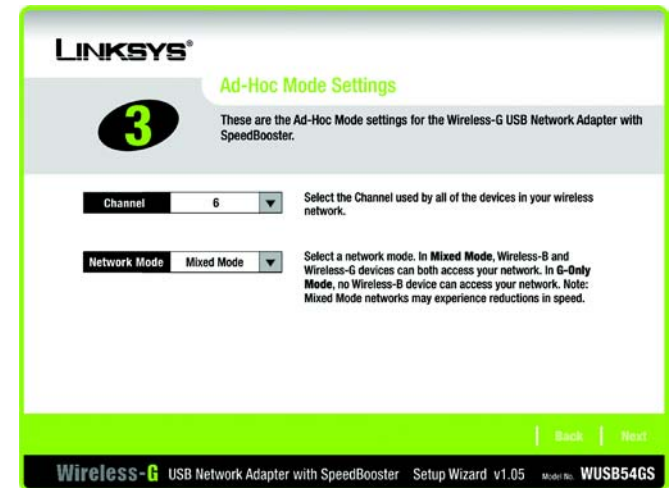 LINKSYS®
Ad-Hoc Mode Settings
3
These are the Ad-Hoc Mode settings for the Wireless-G USB Network Adapter with
SpeedBooster.
Channel 6
Select the Channel used by all of the devices in your wireless
network.
Network Mode Mixed Mode
Select a network mode. In Mixed Mode, Wireless-B and
Wireless-G devices can both access your network. In G-Only
Mode, no Wireless-B device can access your network. Note:
Mixed Mode networks may experience reductions in speed.
Back Next
Wireless-G USB Network Adapter with SpeedBooster Setup Wizard v1.05 Model No. WUSB54GS